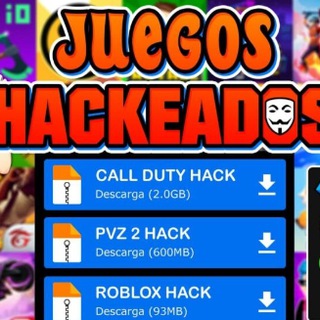 JUEGOS
HACKEADOS
CALL DUTY HACK
Descarga (2.0GB)
PVZ 2 HACK
Descarga (600MB)
ROBLOX HACK
Descarga (93MB)